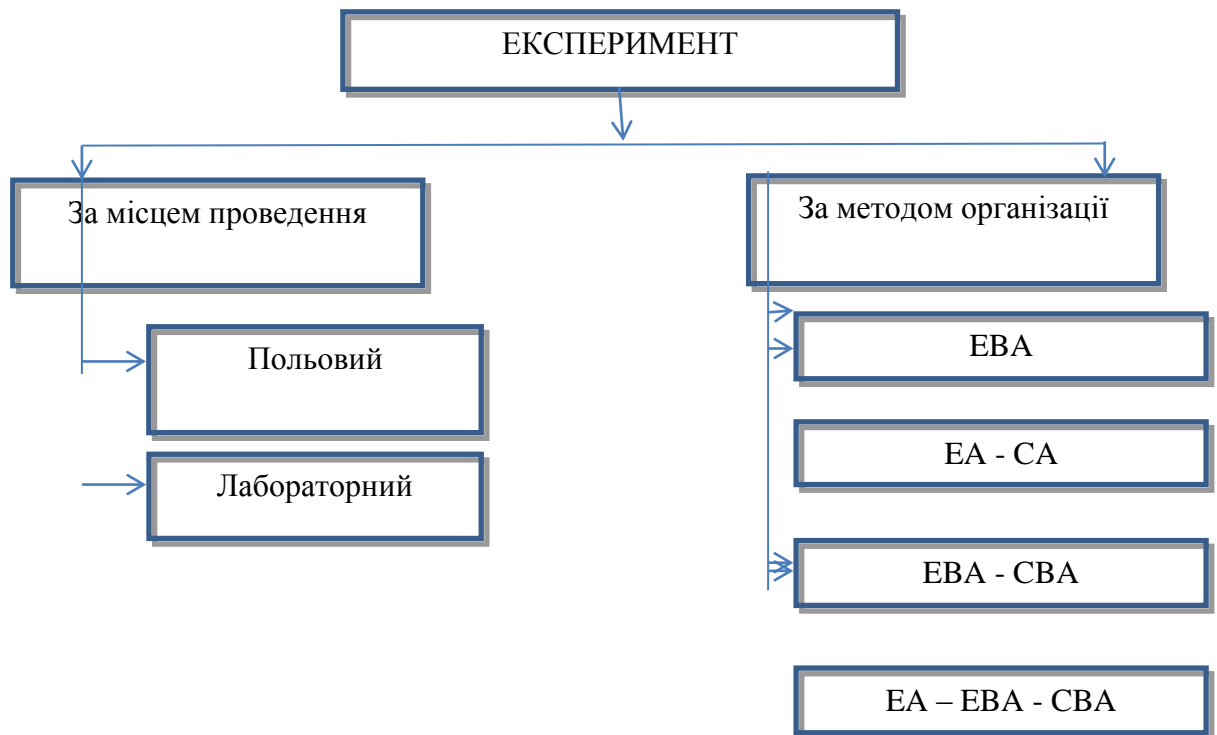 ЕКСПЕРИМЕНТ
За місцем проведення
За методом організації
Польовий
Лабораторний
ЕВА
ЕА - СА
ЕВА - СВА
ЕА – ЕВА - СВА